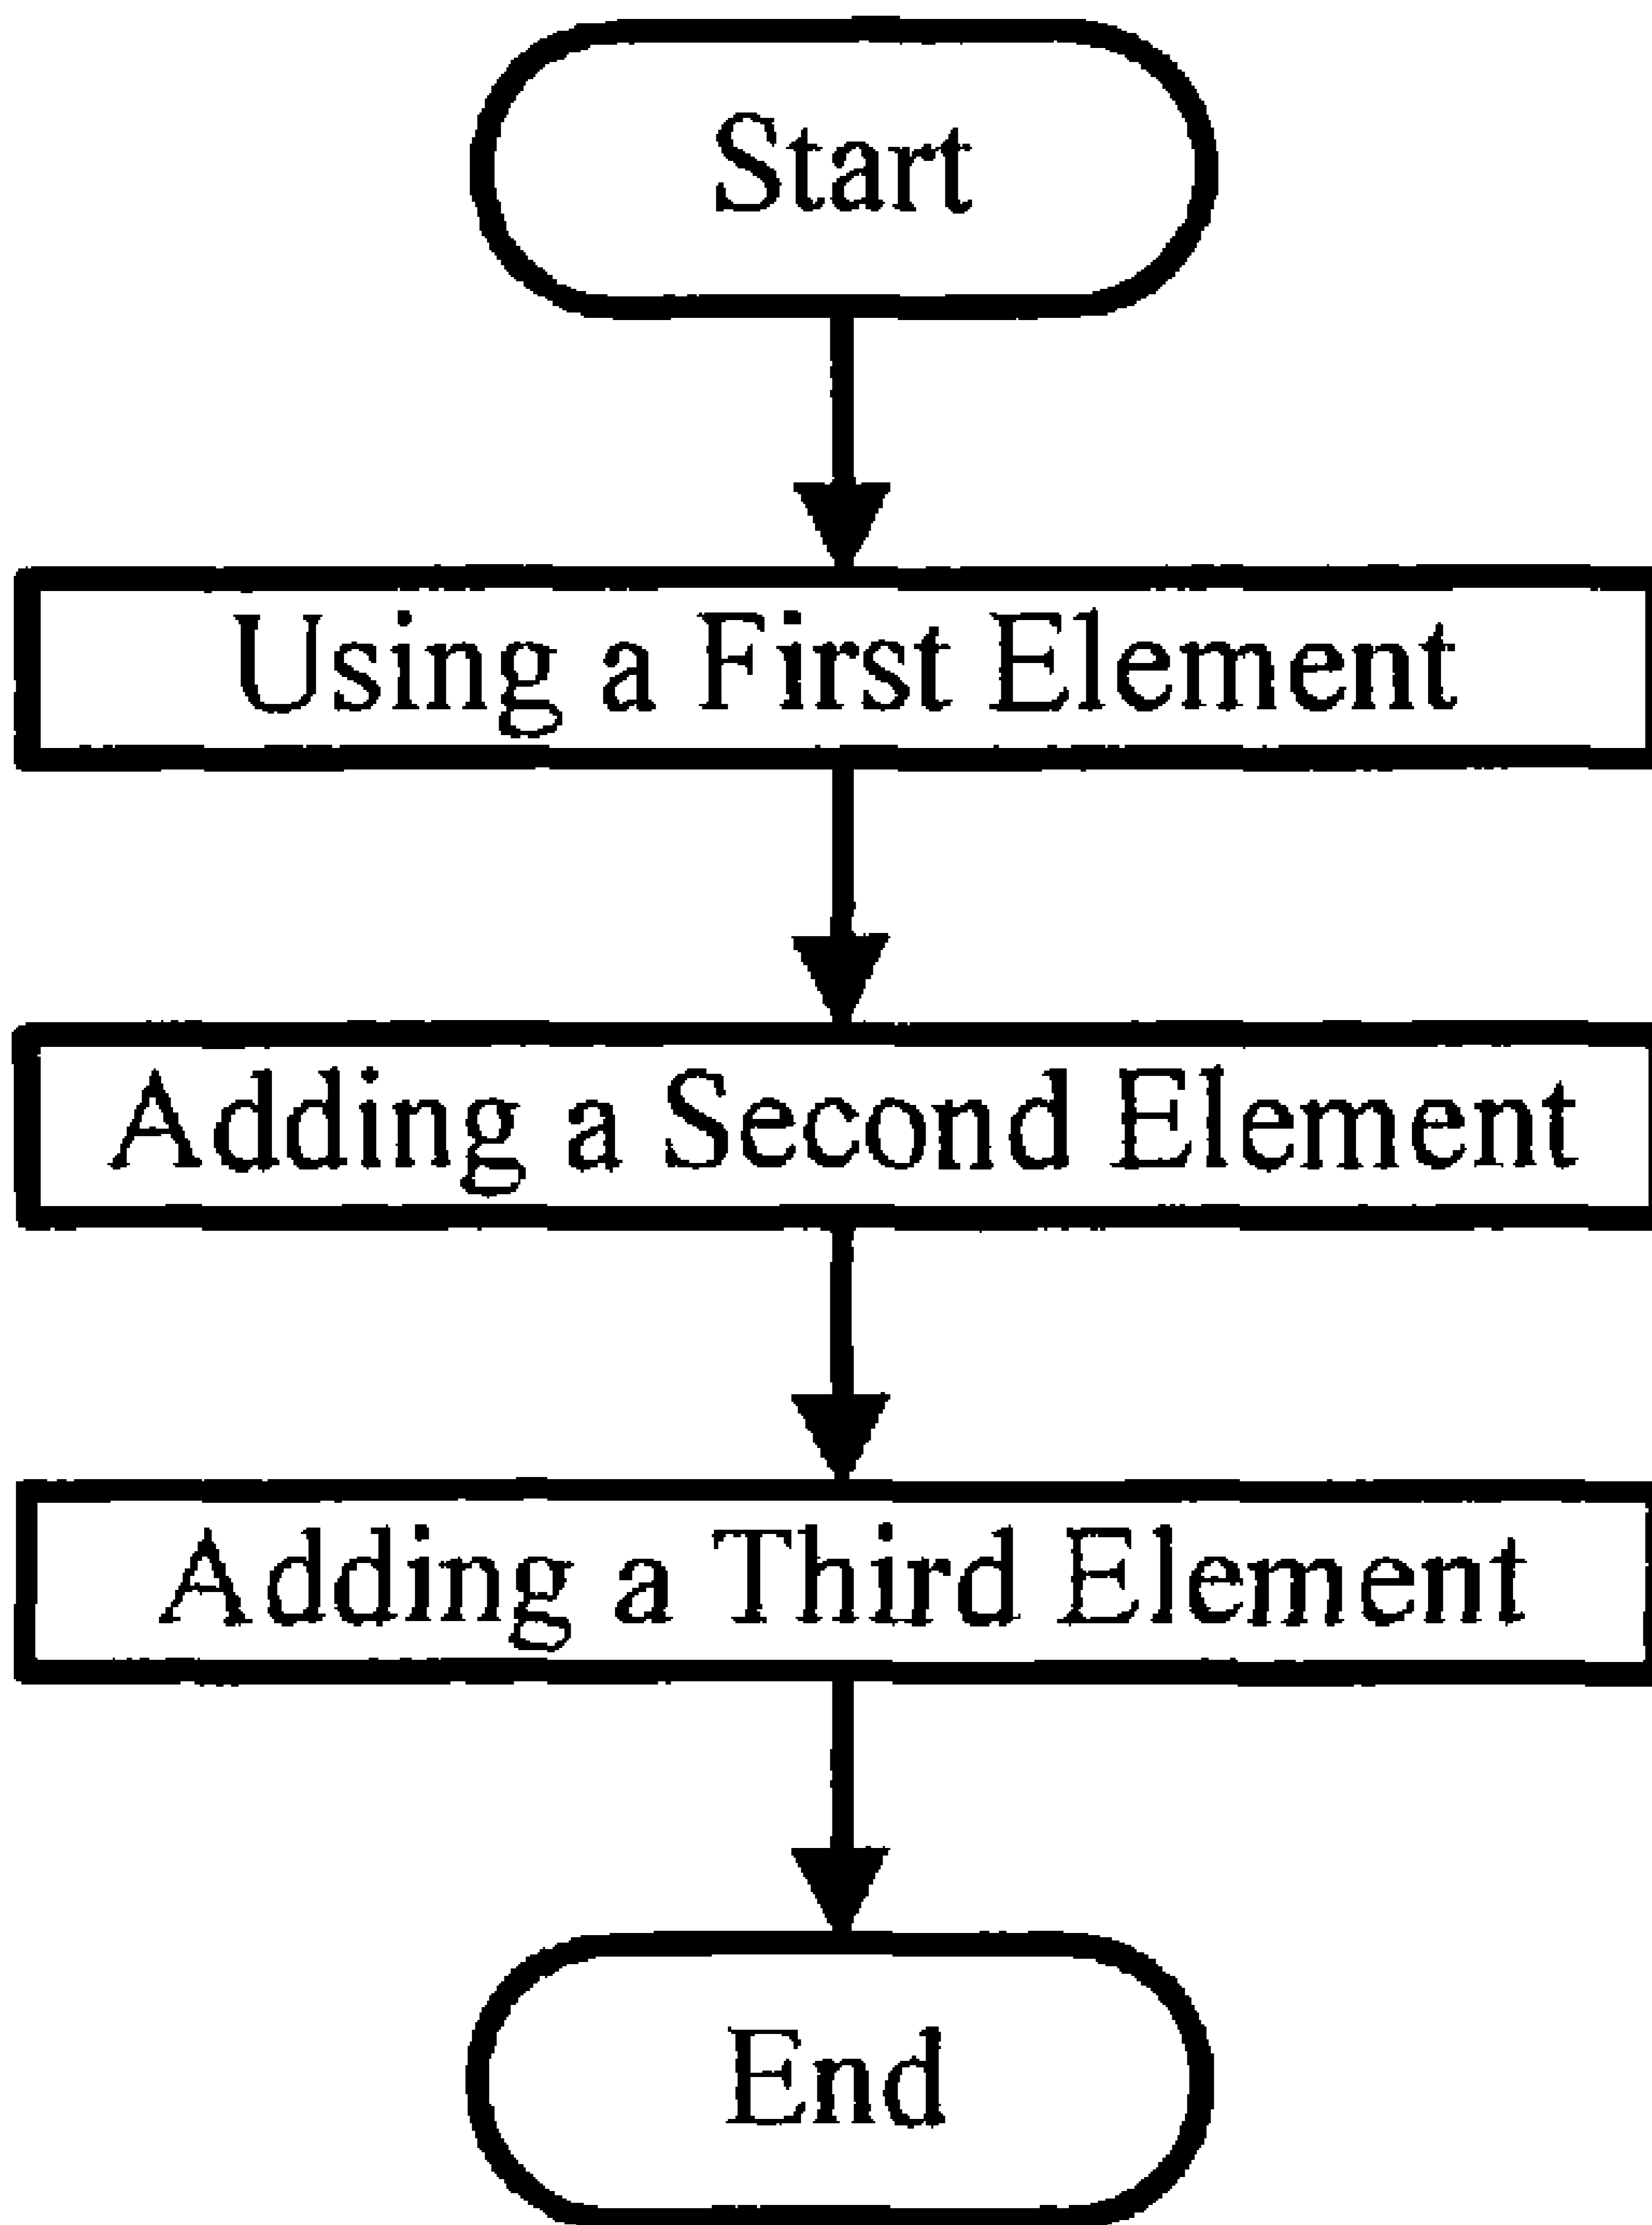 Start
Using a First Element
Adding a Second Element
Adding a Third Element
End